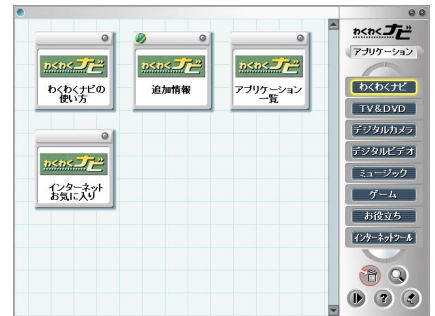 わくわくナビ
わくわくナビの
使い方
わくわくナビ
追加情報
わくわくナビ
アプリケーション
一覧
わくわくナビ
インターネット
お気に入り
わくわくナビ
アプリケーション
わくわくナビ
TV&DVD
デジタルカメラ
デジタルビデオ
ミュージック
ゲーム
お役立ち
インターネットツール
?